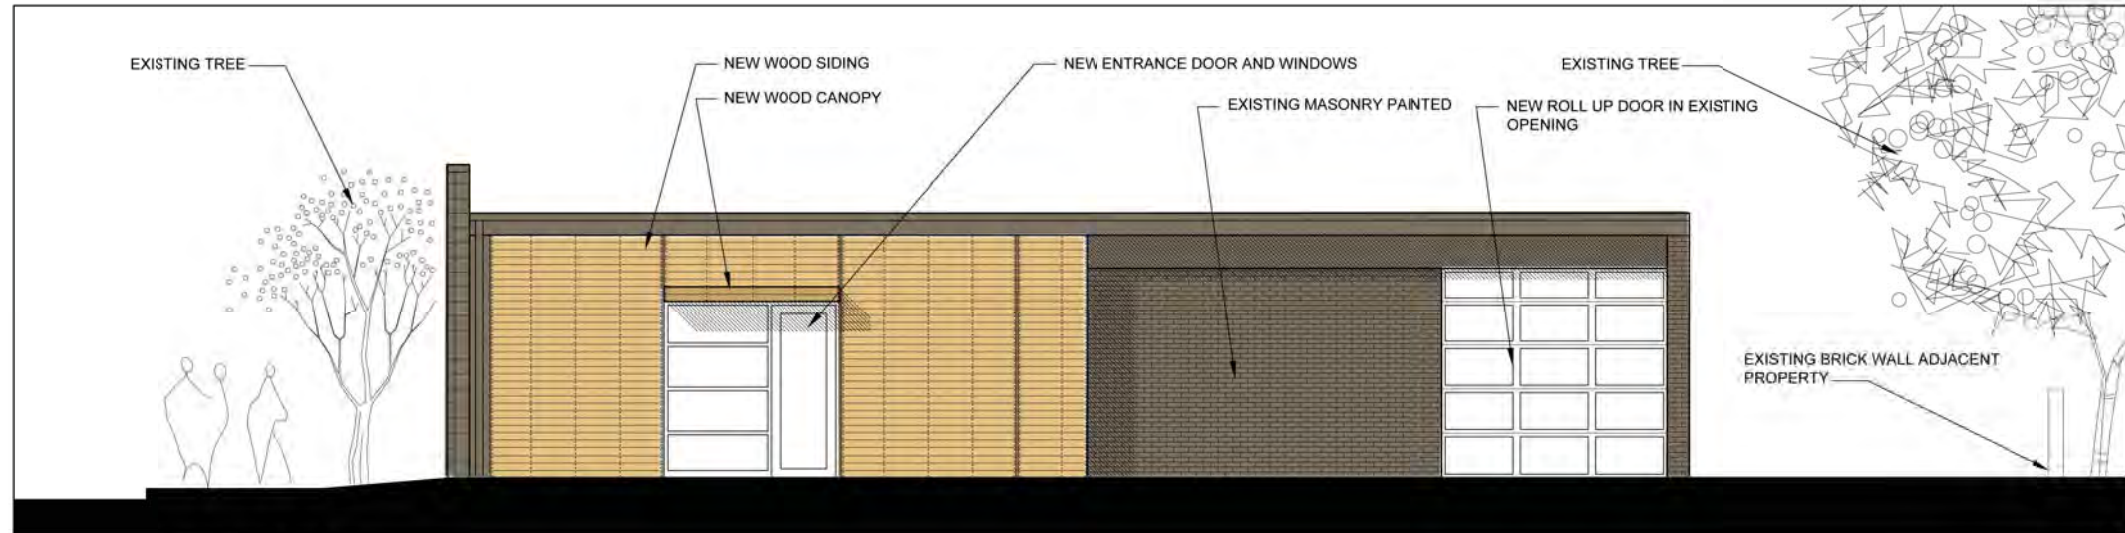 EXISTING TREE
NEW WOOD SIDING
NEW WOOD CANOPY
NEW ENTRANCE DOOR AND WINDOWS
EXISTING MASONRY PAINTED
EXISTING TREE
NEW ROLL UP DOOR IN EXISTING
OPENING
EXISTING BRICK WALL ADJACENT
PROPERTY